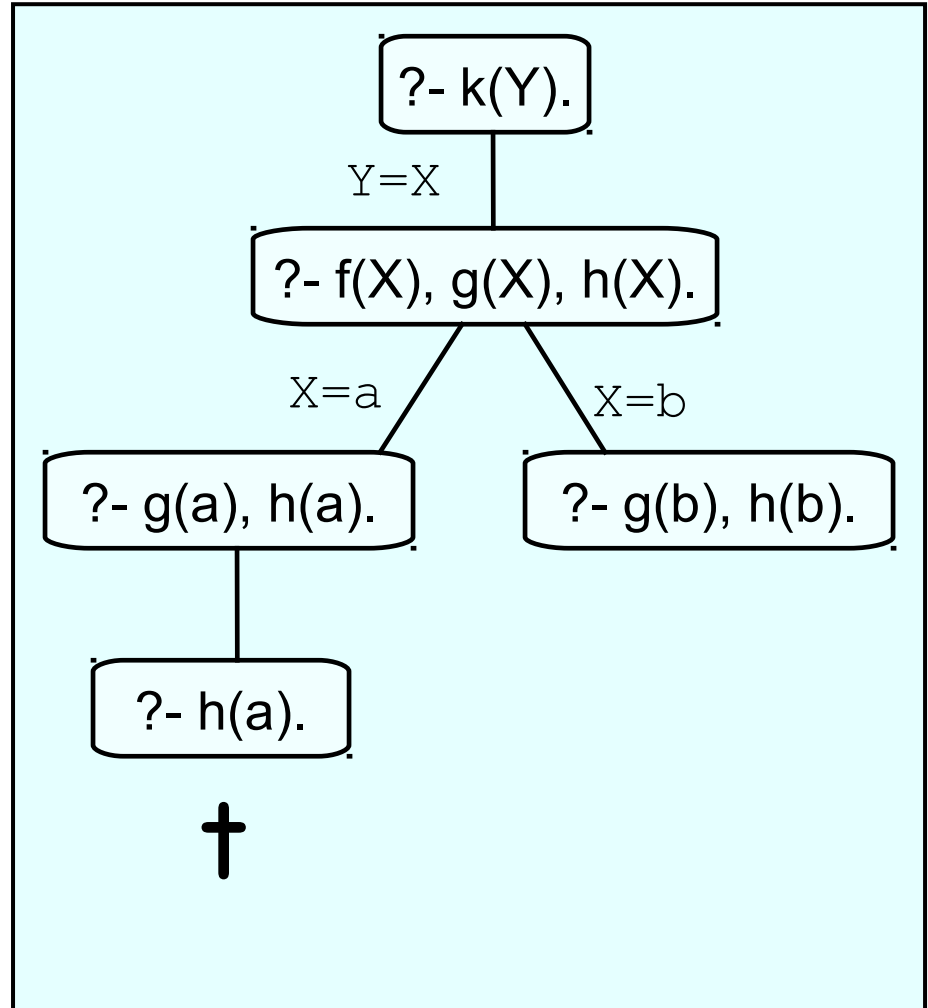 ?- k(Y).
Y=X
?- f(X), g(X), h(X).
X=a
X=b
?- g(a), h(a).
?- g(b), h(b).
?- h(a).
†